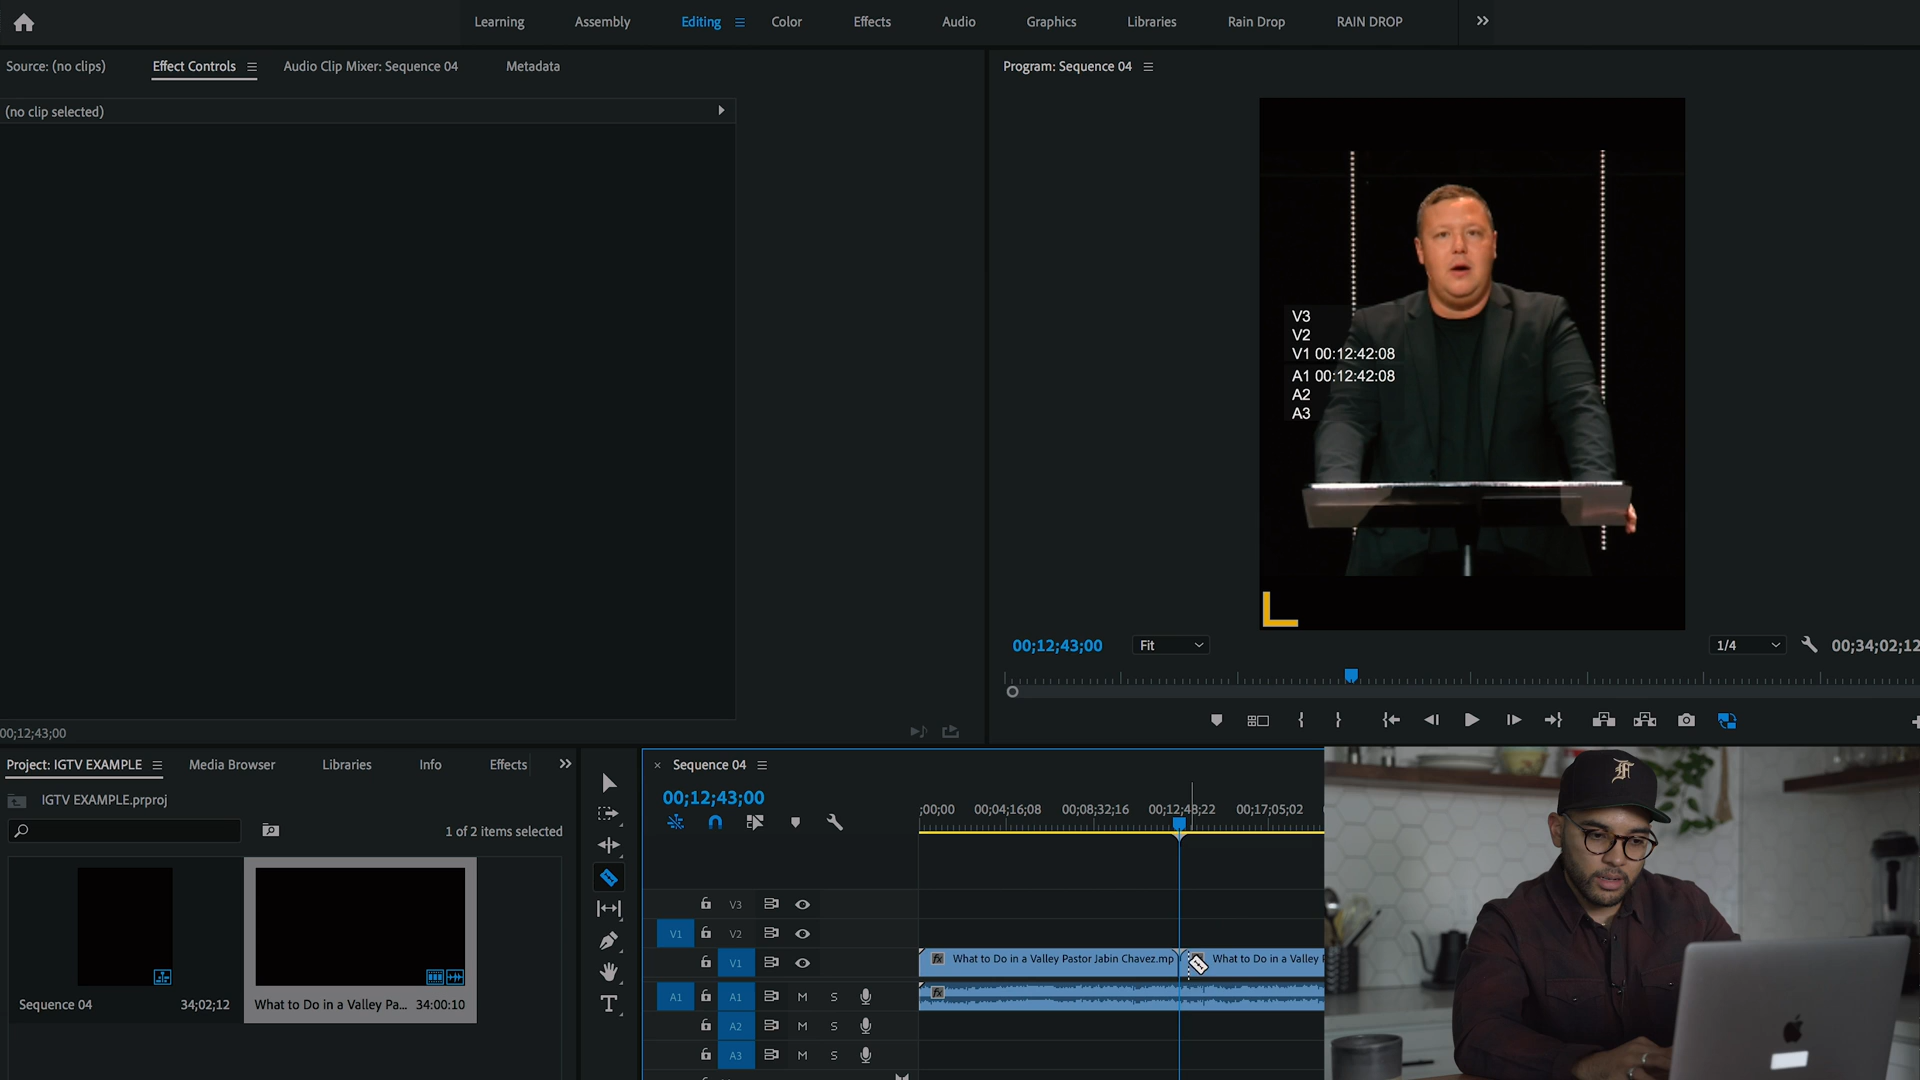 Learning
Assembly
Editing
Color
Effects
Audio
Graphics
Libraries
Rain Drop
RAIN DROP
Source: (no clips)
Effect Controls
Audio Clip Mixer: Sequence 04
Metadata
(no clip selected)
Program: Sequence 04
V3
V2
V1 00:12:42:08
A1 00:12:42:08
A2
A3
00;12;43;00
Fit
1/4
00;34;02;12
00;12;43;00
Project: IGTV EXAMPLE
Media Browser
Libraries
Info
Effects
IGTV EXAMPLE.prproj
1 of 2 items selected
Sequence 04
34;02;12
What to Do in a Valley Pa...
34:00:10
Sequence 04
00;12;43;00
;00;00
00;04;16;08
00;08;32;16
00;12;48;22
00;17;05;02
V3
V1
V2
V1
What to Do in a Valley Pastor Jabin Chavez.mp
What to Do in a Valley
fx
A1
A1
M
S
fx
A2
M
S
A3
M
S
T